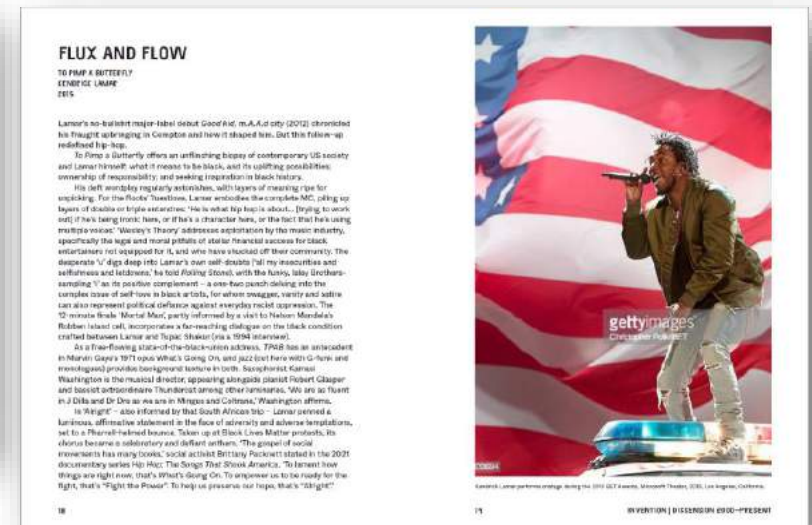 FLUX AND FLOW
TO PIMP A BUTTERFLY
KENDRICK LAMAR
2015
Lamar's no-bullshit major-label debut Good Kid, m.A.A.d city (2012) chronicled
his fraught upbringing in Compton and how it shaped him. But this follow-up
redefined hip-hop.
To Pimp a Butterfly offers an unflinching biopsy of contemporary US society
and Lamar himself: what it means to be black, and its uplifting possibilities;
ownership of responsibility; and seeking inspiration in black history.
His deft wordplay regularly astonishes, with layers of meaning ripe for
unpicking. For the Roots' Questlove, Lamar embodies the complete MC, piling up
layers of double or triple entendres: 'He is what hip hop is about... [trying to work
out] if he's being ironic here, or if he's a character here, or the fact that he's using
multiple voices.' 'Wesley's Theory' addresses exploitation by the music industry,
specifically the legal and moral pitfalls of stellar financial success for black
entertainers not equipped for it, and who have shucked off their community. The
desperate 'u' digs deep into Lamar's own self-doubts ('all my insecurities and
selfishness and letdowns,' he told Rolling Stone), with the funky, Isley Brothers-
sampling 'i' as its positive complement – a one-two punch delving into the
complex issue of self-love in black artists, for whom swagger, vanity and satire
can also represent political defiance against everyday racist oppression. The
12-minute finale 'Mortal Man', partly informed by a visit to Nelson Mandela's
Robben Island cell, incorporates a far-reaching dialogue on the black condition
crafted between Lamar and Tupac Shakur (via a 1994 interview).
As a free-flowing state-of-the-black-union address, TPAB has an antecedent
in Marvin Gaye's 1971 opus What's Going On, and jazz (cut here with G-funk and
monologues) provides background texture in both. Saxophonist Kamasi
Washington is the musical director, appearing alongside pianist Robert Glasper
and bassist extraordinaire Thundercat among other luminaries. 'We are as fluent
in J Dilla and Dr Dre as we are in Mingus and Coltrane,' Washington affirms.
In 'Alright' – also informed by that South African trip – Lamar penned a
luminous, affirmative statement in the face of adversity and adverse temptations,
set to a Pharrell-helmed bounce. Taken up at Black Lives Matter protests, its
chorus became a celebratory and defiant anthem. 'The gospel of social
movements has many books,' social activist Brittany Packnett stated in the 2021
documentary series Hip Hop: The Songs That Shook America. 'To lament how
things are right now, that's What's Going On. To empower us to be ready for the
fight, that's "Fight the Power". To help us preserve our hope, that's "Alright".'
18
gettyimages
Christopher Polk/BET
Kendrick Lamar performs onstage during the 2015 BET Awards, Microsoft Theater, 2015, Los Angeles, California.
19
INVENTION | DISSENSION 2000–PRESENT